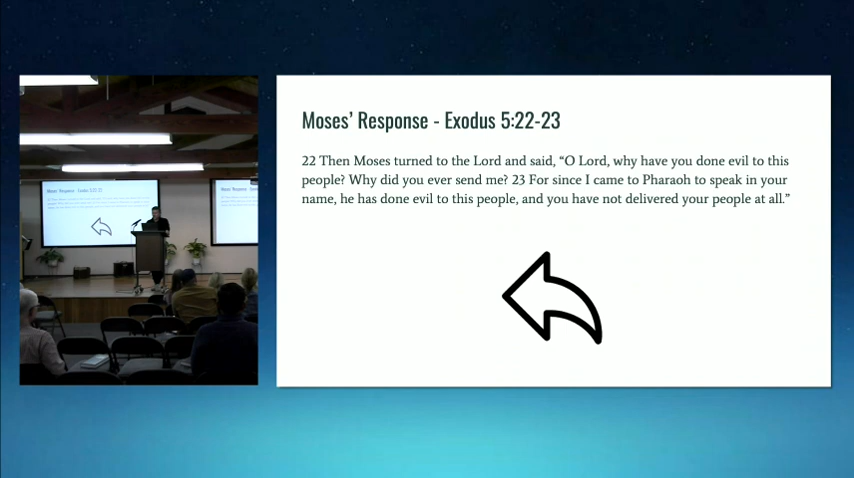 Moses’ Response - Exodus 5:22-23
22 Then Moses turned to the Lord and said, “O Lord, why have you done evil to this
people? Why did you ever send me? 23 For since I came to Pharaoh to speak in your
name, he has done evil to this people, and you have not delivered your people at all.”